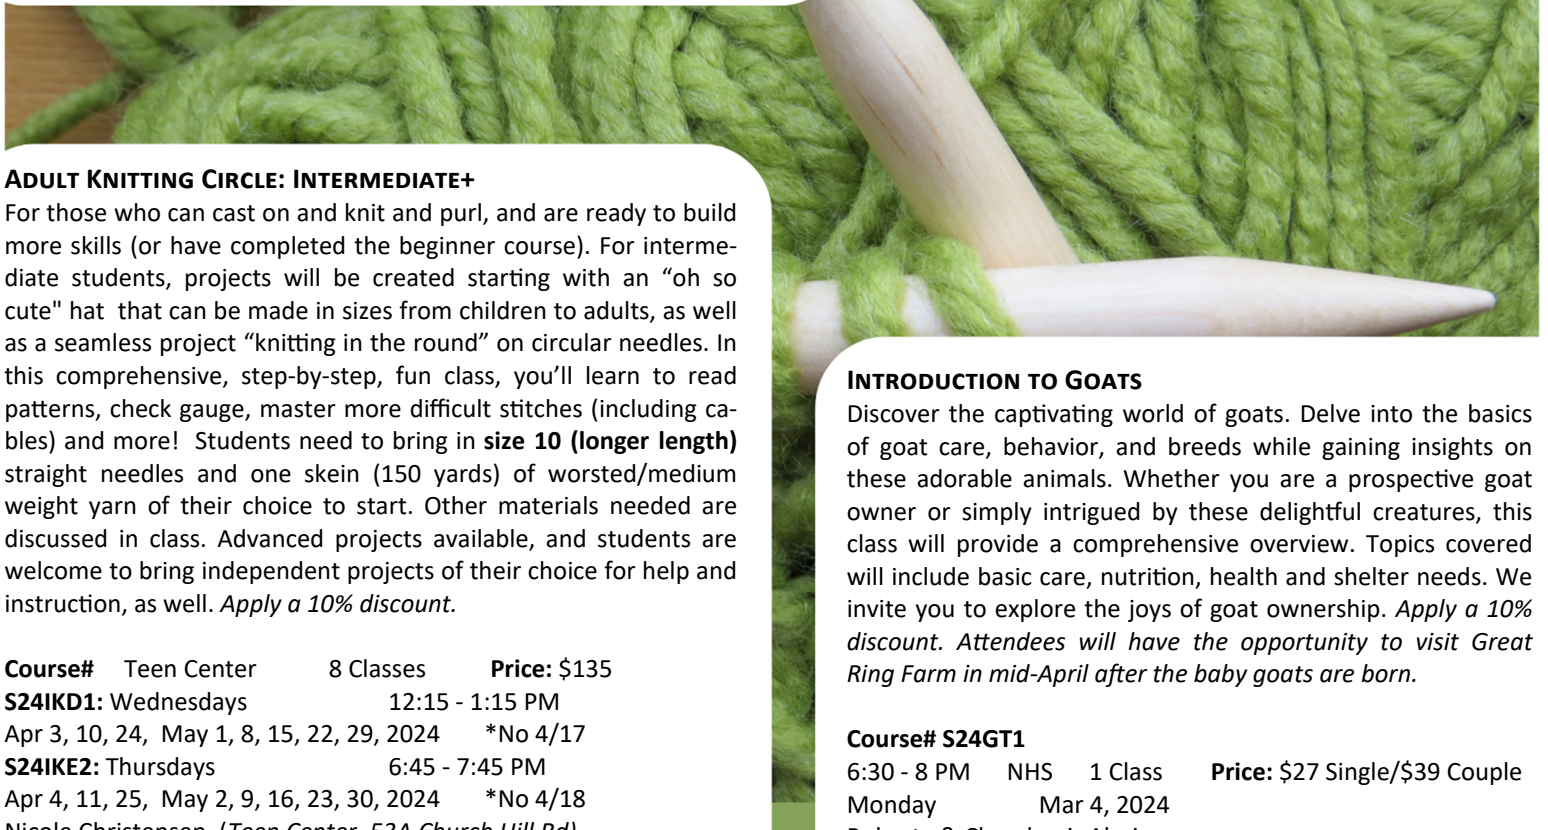 ADULT KNITTING CIRCLE: INTERMEDIATE+
For those who can cast on and knit and purl, and are ready to build
more skills (or have completed the beginner course). For interme-
diate students, projects will be created starting with an “oh so
cute" hat  that can be made in sizes from children to adults, as well
as a seamless project “knitting in the round” on circular needles. In
this comprehensive, step-by-step, fun class, you’ll learn to read
patterns, check gauge, master more difficult stitches (including ca-
bles) and more!  Students need to bring in size 10 (longer length)
straight needles and one skein (150 yards) of worsted/medium
weight yarn of their choice to start. Other materials needed are
discussed in class. Advanced projects available, and students are
welcome to bring independent projects of their choice for help and
instruction, as well. Apply a 10% discount.
Course# Teen Center 8 Classes Price: $135
S24IKD1: Wednesdays 12:15 - 1:15 PM
Apr 3, 10, 24,  May 1, 8, 15, 22, 29, 2024 *No 4/17
S24IKE2: Thursdays 6:45 - 7:45 PM
Apr 4, 11, 25,  May 2, 9, 16, 23, 30, 2024 *No 4/18
Nicole Christensen (Teen Center, 53A Church Hill Rd)
INTRODUCTION TO GOATS
Discover the captivating world of goats. Delve into the basics
of goat care, behavior, and breeds while gaining insights on
these adorable animals. Whether you are a prospective goat
owner or simply intrigued by these delightful creatures, this
class will provide a comprehensive overview. Topics covered
will include basic care, nutrition, health and shelter needs. We
invite you to explore the joys of goat ownership. Apply a 10%
discount. Attendees will have the opportunity to visit Great
Ring Farm in mid-April after the baby goats are born.
Course# S24GT1
6:30 - 8 PM NHS 1 Class Price: $27 Single/$39 Couple
Monday Mar 4, 2024